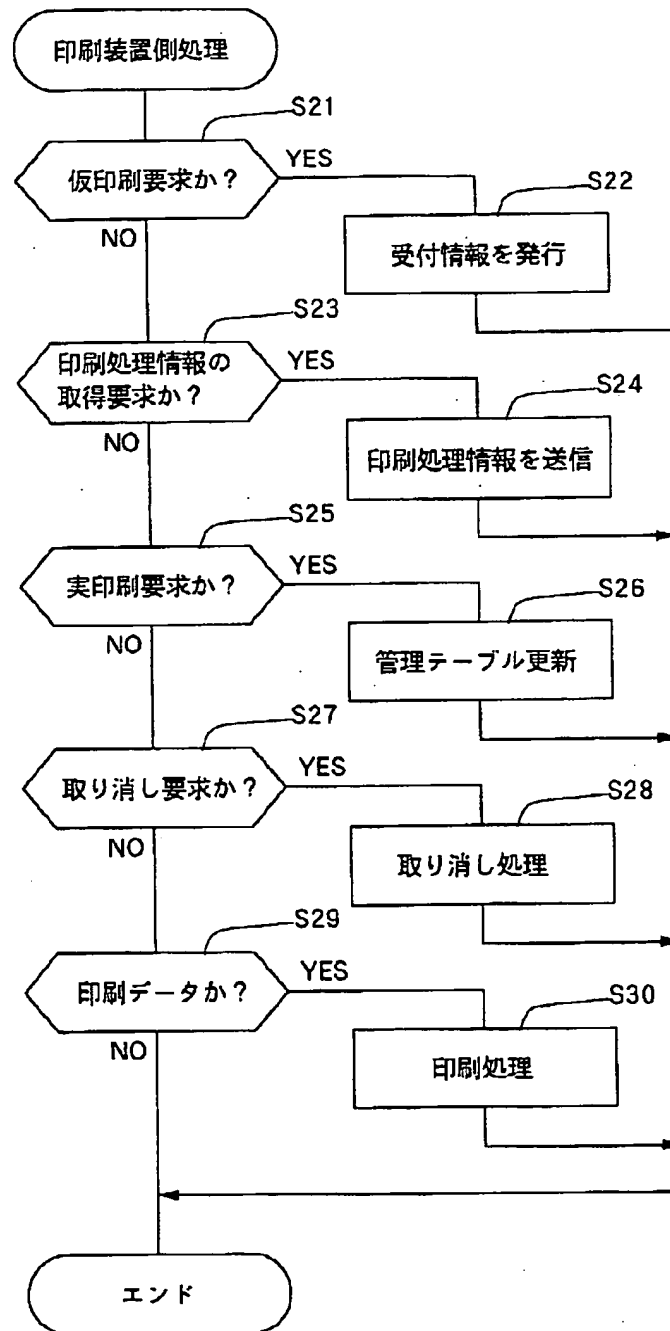 印刷装置側処理
S21
仮印刷要求か？
YES
NO
S22
受付情報を発行
S23
印刷処理情報の
取得要求か？
YES
NO
S24
印刷処理情報を送信
S25
実印刷要求か？
YES
NO
S26
管理テーブル更新
S27
取り消し要求か？
YES
NO
S28
取り消し処理
S29
印刷データか？
YES
NO
S30
印刷処理
エンド